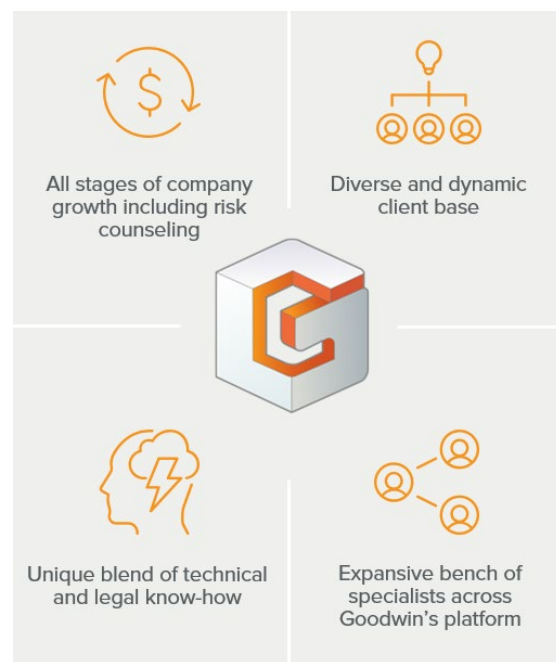 All stages of company
growth including risk
counseling
Diverse and dynamic
client base
Unique blend of technical
and legal know-how
Expansive bench of
specialists across
Goodwin's platform